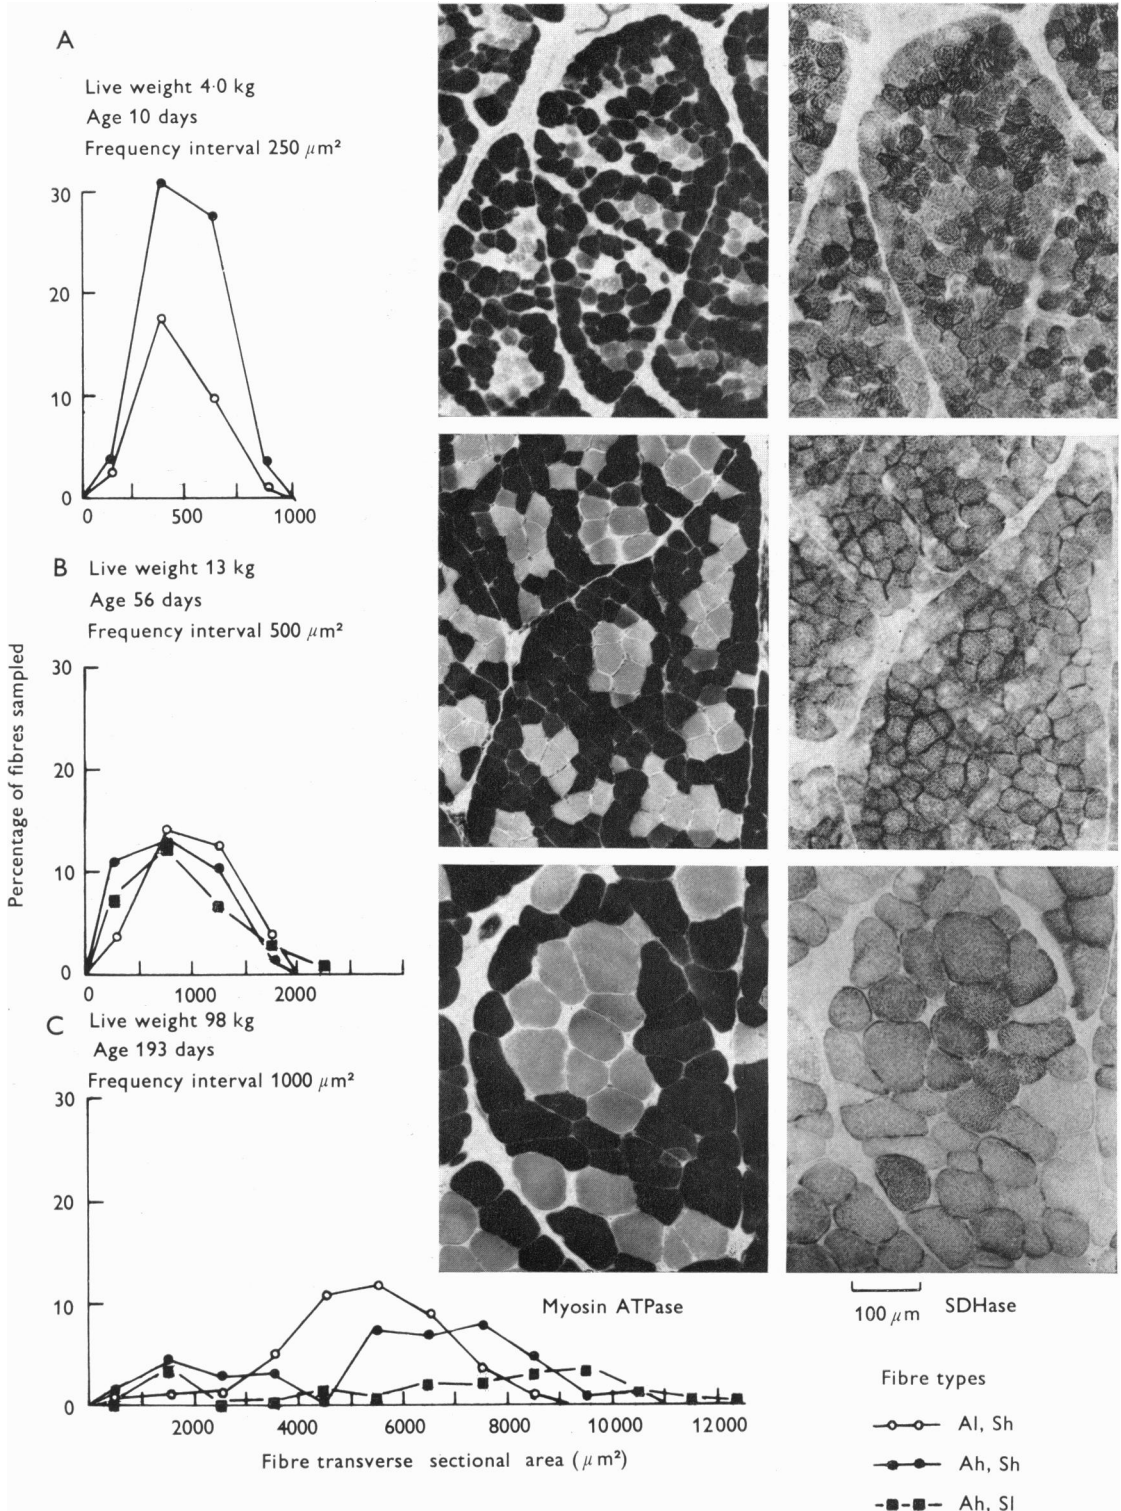 A
Live weight 4·0 kg
Age 10 days
Frequency interval 250 μm²
30
20
10
0
0 500 1000
B Live weight 13 kg
Age 56 days
Frequency interval 500 μm²
30
20
10
0
0 1000 2000
C Live weight 98 kg
Age 193 days
Frequency interval 1000 μm²
30
20
10
0
2000 4000 6000 8000 10000 12000
Percentage of fibres sampled
Fibre transverse sectional area (μm²)
Myosin ATPase
100 μm SDHase
Fibre types
Al, Sh
Ah, Sh
Ah, Sl